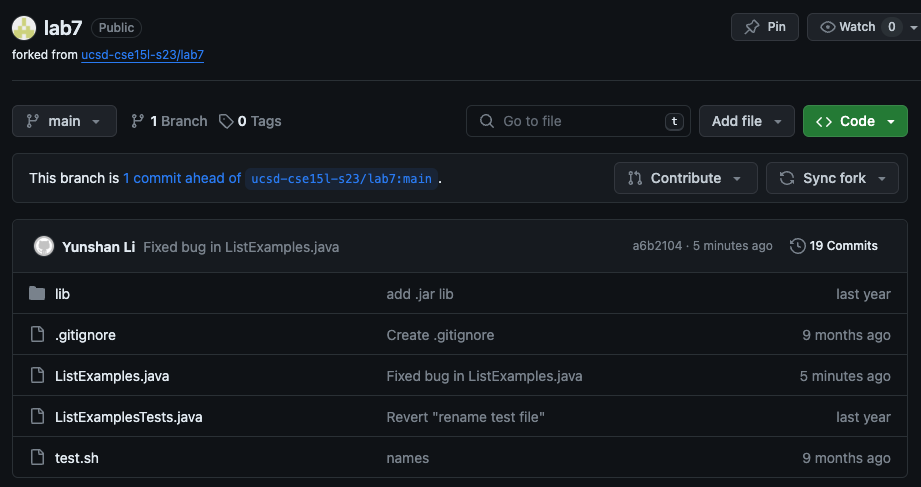 lab7 Public Pin Watch 0
forked from ucsd-cse15l-s23/lab7
main 1 Branch 0 Tags Go to file t Add file <> Code
This branch is 1 commit ahead of ucsd-cse15l-s23/lab7:main . Contribute Sync fork
Yunshan Li Fixed bug in ListExamples.java a6b2104 · 5 minutes ago 19 Commits
lib add .jar lib last year
.gitignore Create .gitignore 9 months ago
ListExamples.java Fixed bug in ListExamples.java 5 minutes ago
ListExamplesTests.java Revert "rename test file" last year
test.sh names 9 months ago